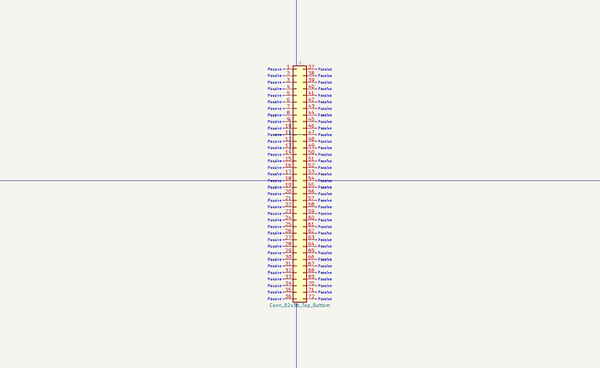 J
Passive 1 37 Passive
Passive 2 38 Passive
Passive 3 39 Passive
Passive 4 40 Passive
Passive 5 41 Passive
Passive 6 42 Passive
Passive 7 43 Passive
Passive 8 44 Passive
Passive 9 45 Passive
Passive 10 46 Passive
Passive 11 47 Passive
Passive 12 48 Passive
Passive 13 49 Passive
Passive 14 50 Passive
Passive 15 51 Passive
Passive 16 52 Passive
Passive 17 53 Passive
Passive 18 54 Passive
Passive 19 55 Passive
Passive 20 56 Passive
Passive 21 57 Passive
Passive 22 58 Passive
Passive 23 59 Passive
Passive 24 60 Passive
Passive 25 61 Passive
Passive 26 62 Passive
Passive 27 63 Passive
Passive 28 64 Passive
Passive 29 65 Passive
Passive 30 66 Passive
Passive 31 67 Passive
Passive 32 68 Passive
Passive 33 69 Passive
Passive 34 70 Passive
Passive 35 71 Passive
Passive 36 72 Passive
Conn_02x36_Top_Bottom